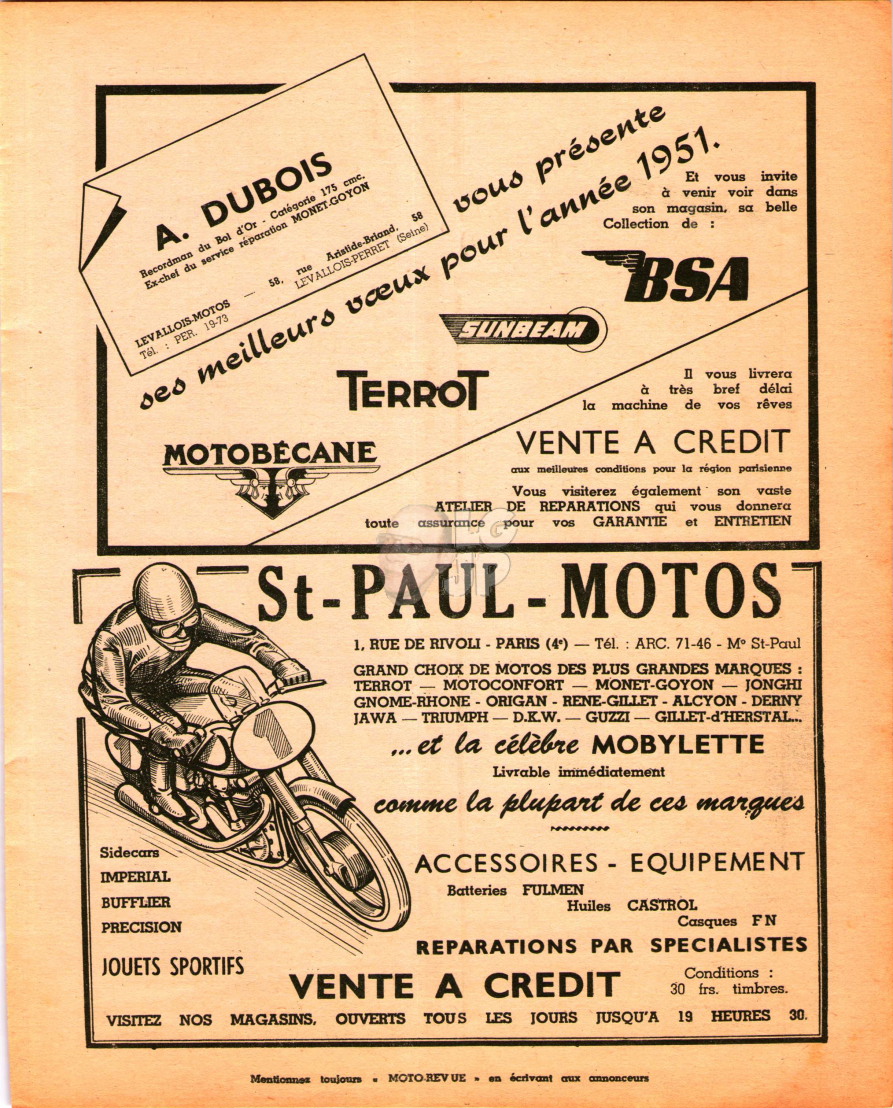 A. DUBOIS
Recordman du Bol d'Or - Catégorie 175 cmc.
Ex-chef du service réparation MONET-GOYON
LEVALLOIS-MOTOS — 58, rue Aristide-Briand, 58
Tél. : PER. 19-73 LEVALLOIS-PERRET (Seine)
vous présente
ses meilleurs vœux pour l'année 1951.
Et vous invite
à venir voir dans
son magasin, sa belle
Collection de :
BSA
SUNBEAM
TERROT
MOTOBÉCANE
Il vous livrera
à très bref délai
la machine de vos rêves
VENTE A CREDIT
aux meilleures conditions pour la région parisienne
Vous visiterez également son vaste
ATELIER DE REPARATIONS qui vous donnera
toute assurance pour vos GARANTIE et ENTRETIEN
St-PAUL-MOTOS
1, RUE DE RIVOLI - PARIS (4e) — Tél. : ARC. 71-46 - Mo St-Paul
GRAND CHOIX DE MOTOS DES PLUS GRANDES MARQUES :
TERROT — MOTOCONFORT — MONET-GOYON — JONGHI
GNOME-RHONE - ORIGAN - RENE-GILLET - ALCYON - DERNY
JAWA — TRIUMPH — D.K.W. — GUZZI — GILLET-d'HERSTAL...
...et la célèbre MOBYLETTE
Livrable immédiatement
comme la plupart de ces marques
1
1
Sidecars
IMPERIAL
BUFFLIER
PRECISION
JOUETS SPORTIFS
ACCESSOIRES - EQUIPEMENT
Batteries FULMEN
Huiles CASTROL
Casques FN
REPARATIONS PAR SPECIALISTES
VENTE A CREDIT
Conditions :
30 frs. timbres.
VISITEZ NOS MAGASINS, OUVERTS TOUS LES JOURS JUSQU'A 19 HEURES 30.
Mentionnez toujours « MOTO-REVUE » en écrivant aux annonceurs